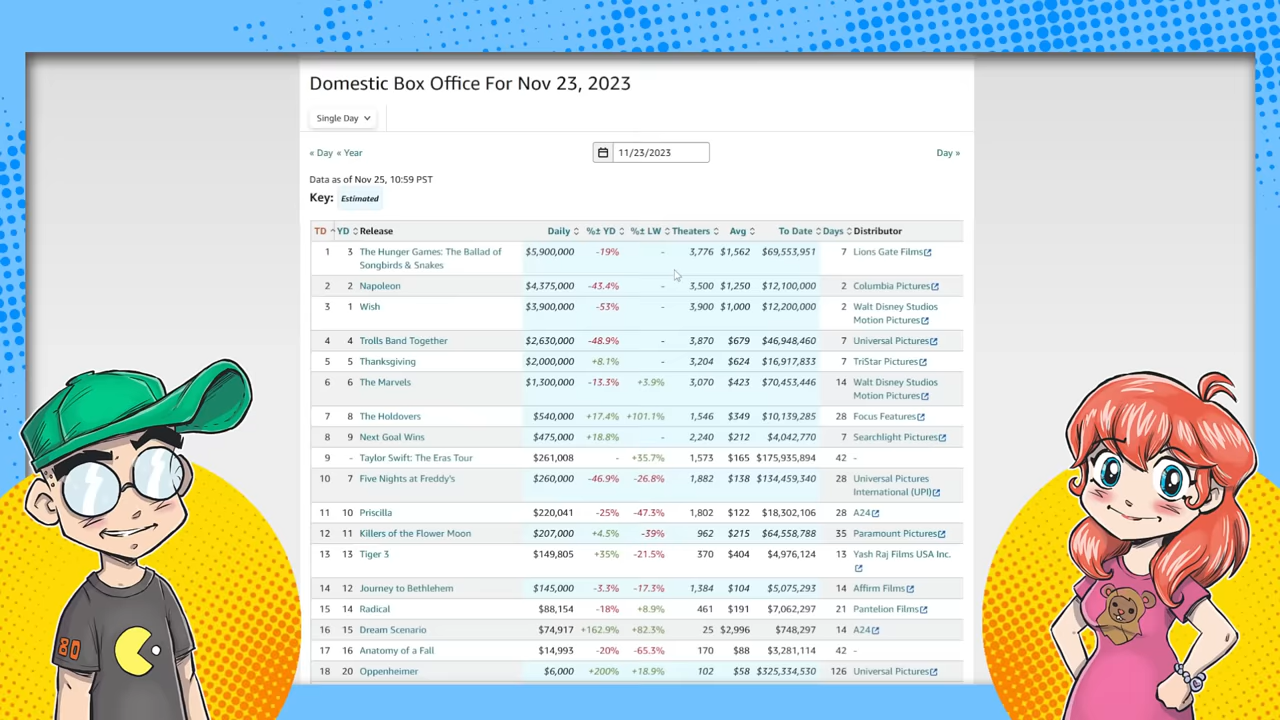 Domestic Box Office For Nov 23, 2023
Single Day
« Day « Year 11/23/2023 Day »
Data as of Nov 25, 10:59 PST
Key: Estimated
TD YD Release Daily %± YD %± LW Theaters Avg To Date Days Distributor
1 3 The Hunger Games: The Ballad of Songbirds & Snakes $5,900,000 -19% - 3,776 $1,562 $69,553,951 7 Lions Gate Films
2 2 Napoleon $4,375,000 -43.4% - 3,500 $1,250 $12,100,000 2 Columbia Pictures
3 1 Wish $3,900,000 -53% - 3,900 $1,000 $12,200,000 2 Walt Disney Studios Motion Pictures
4 4 Trolls Band Together $2,630,000 -48.9% - 3,870 $679 $46,948,460 7 Universal Pictures
5 5 Thanksgiving $2,000,000 +8.1% - 3,204 $624 $16,917,833 7 TriStar Pictures
6 6 The Marvels $1,300,000 -13.3% +3.9% 3,070 $423 $70,453,446 14 Walt Disney Studios Motion Pictures
7 8 The Holdovers $540,000 +17.4% +101.1% 1,546 $349 $10,139,285 28 Focus Features
8 9 Next Goal Wins $475,000 +18.8% - 2,240 $212 $4,042,770 7 Searchlight Pictures
9 - Taylor Swift: The Eras Tour $261,008 - +35.7% 1,573 $165 $175,935,894 42 -
10 7 Five Nights at Freddy's $260,000 -46.9% -26.8% 1,882 $138 $134,459,340 28 Universal Pictures International (UPI)
11 10 Priscilla $220,041 -25% -47.3% 1,802 $122 $18,302,106 28 A24
12 11 Killers of the Flower Moon $207,000 +4.5% -39% 962 $215 $64,558,788 35 Paramount Pictures
13 13 Tiger 3 $149,805 +35% -21.5% 370 $404 $4,976,124 13 Yash Raj Films USA Inc.
14 12 Journey to Bethlehem $145,000 -3.3% -17.3% 1,384 $104 $5,075,293 14 Affirm Films
15 14 Radical $88,154 -18% +8.9% 461 $191 $7,062,297 21 Pantelion Films
16 15 Dream Scenario $74,917 +162.9% +82.3% 25 $2,996 $748,297 14 A24
17 16 Anatomy of a Fall $14,993 -20% -65.3% 170 $88 $3,281,114 42 -
18 20 Oppenheimer $6,000 +200% +18.9% 102 $58 $325,334,530 126 Universal Pictures
80